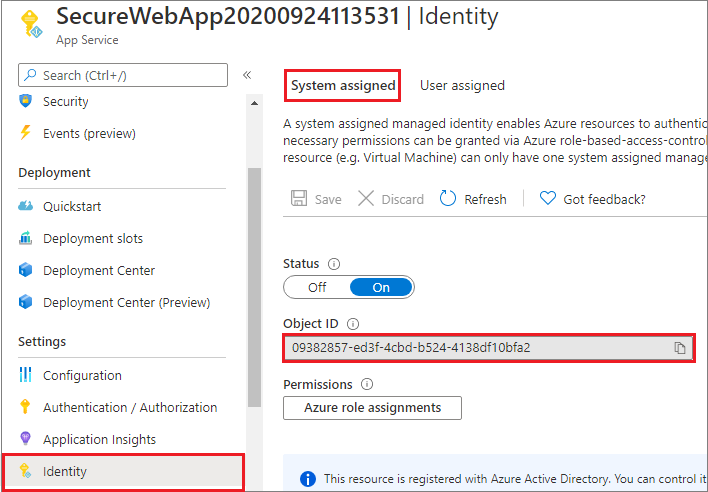 SecureWebApp20200924113531 | Identity
App Service
Search (Ctrl+/)
«
Security
Events (preview)
Deployment
Quickstart
Deployment slots
Deployment Center
Deployment Center (Preview)
Settings
Configuration
Authentication / Authorization
Application Insights
Identity
System assigned User assigned
A system assigned managed identity enables Azure resources to authentic
necessary permissions can be granted via Azure role-based-access-control
resource (e.g. Virtual Machine) can only have one system assigned manage
Save Discard Refresh Got feedback?
Status
Off On
Object ID
09382857-ed3f-4cbd-b524-4138df10bfa2
Permissions
Azure role assignments
This resource is registered with Azure Active Directory. You can control it